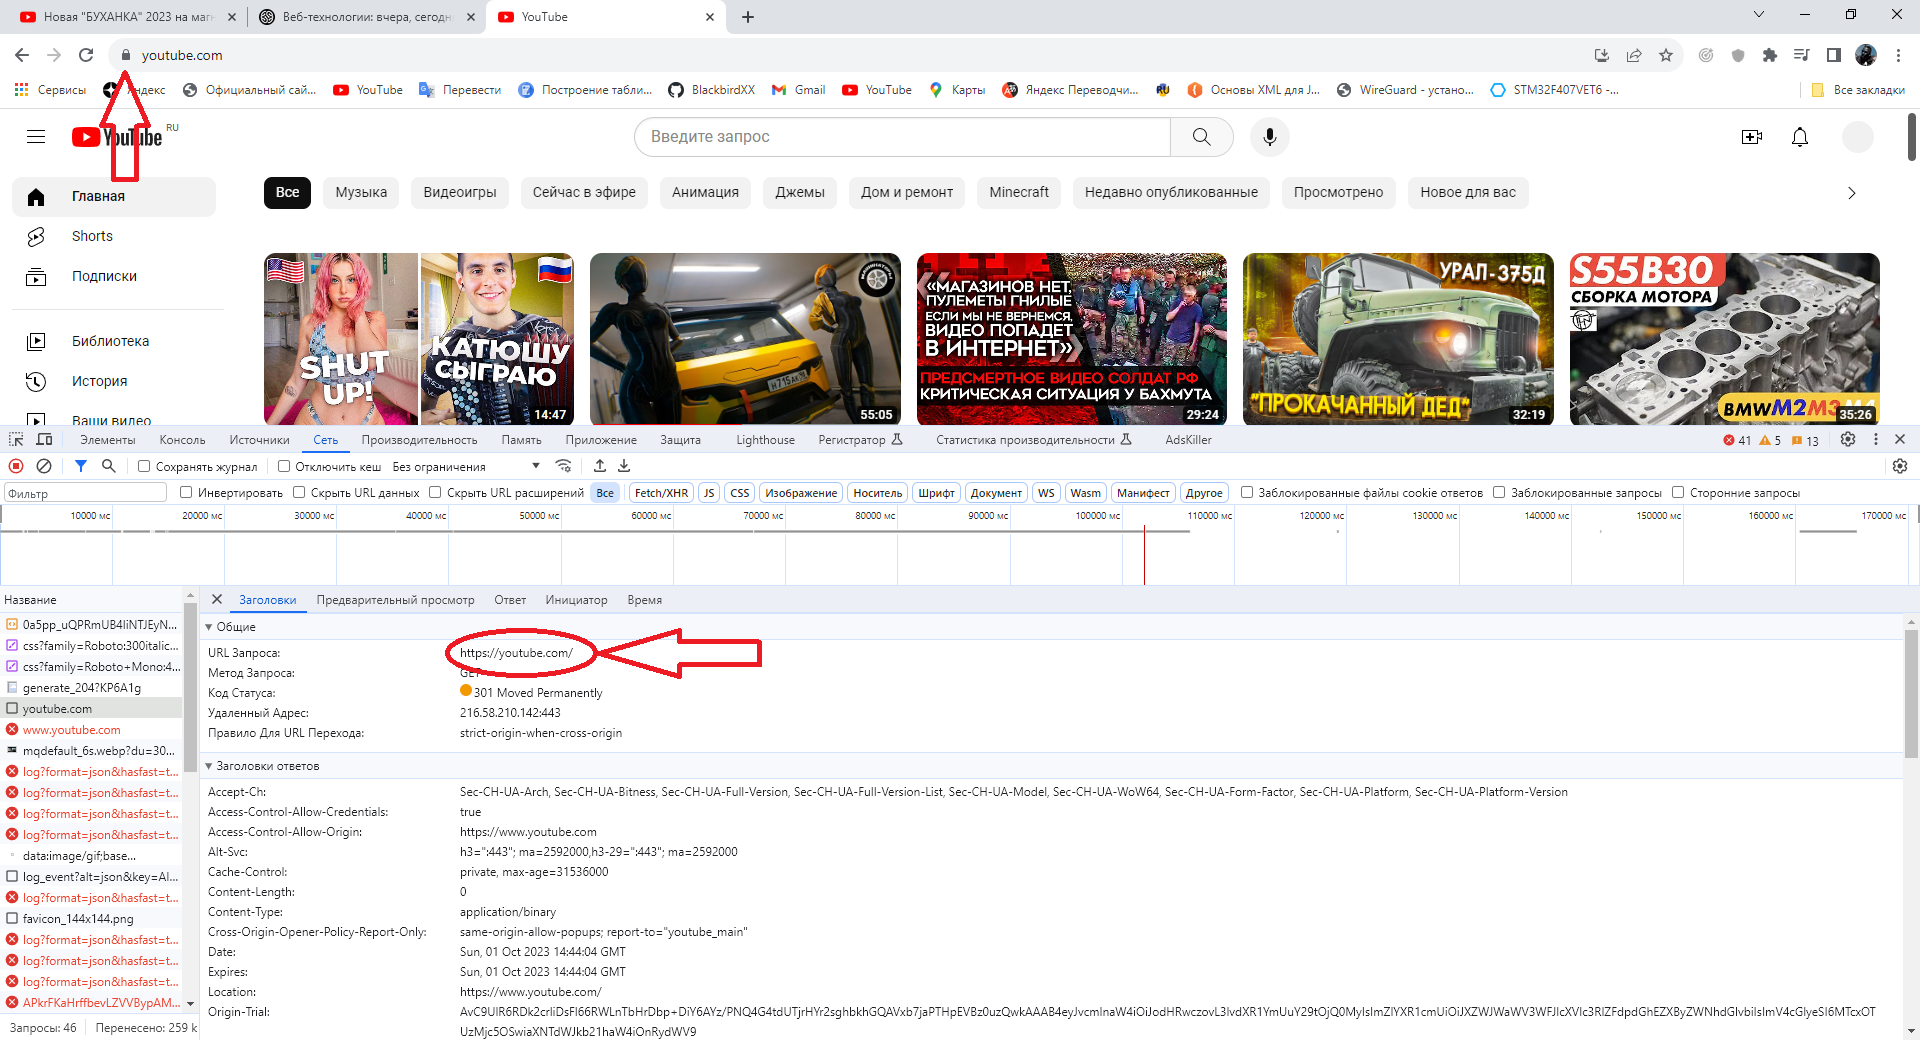 Новая "БУХАНКА" 2023 на магн
Веб-технологии: вчера, сегодн
YouTube
youtube.com
Сервисы
Яндекс
Официальный сай...
YouTube
Перевести
Построение табли...
BlackbirdXX
Gmail
YouTube
Карты
Яндекс Переводчи...
Основы XML для J...
WireGuard - устано...
STM32F407VET6 -...
Все закладки
YouTube
RU
Введите запрос
Главная
Shorts
Подписки
Библиотека
История
Ваши видео
Все
Музыка
Видеоигры
Сейчас в эфире
Анимация
Джемы
Дом и ремонт
Minecraft
Недавно опубликованные
Просмотрено
Новое для вас
SHUT
UP!
КАТЮШУ
СЫГРАЮ
14:47
55:05
«МАГАЗИНОВ НЕТ,
ПУЛЕМЕТЫ ГНИЛЫЕ
ЕСЛИ МЫ НЕ ВЕРНЕМСЯ,
ВИДЕО ПОПАДЕТ
В ИНТЕРНЕТ»
ПРЕДСМЕРТНОЕ ВИДЕО СОЛДАТ РФ
КРИТИЧЕСКАЯ СИТУАЦИЯ У БАХМУТА
29:24
УРАЛ-375Д
"ПРОКАЧАННЫЙ ДЕД"
32:19
S55B30
СБОРКА МОТОРА
BMW M2 M3 M4
35:26
Элементы
Консоль
Источники
Сеть
Производительность
Память
Приложение
Защита
Lighthouse
Регистратор
Статистика производительности
AdsKiller
41
5
13
Сохранять журнал
Отключить кеш
Без ограничения
Фильтр
Инвертировать
Скрыть URL данных
Скрыть URL расширений
Все
Fetch/XHR
JS
CSS
Изображение
Носитель
Шрифт
Документ
WS
Wasm
Манифест
Другое
Заблокированные файлы cookie ответов
Заблокированные запросы
Сторонние запросы
10000 мс
20000 мс
30000 мс
40000 мс
50000 мс
60000 мс
70000 мс
80000 мс
90000 мс
100000 мс
110000 мс
120000 мс
130000 мс
140000 мс
150000 мс
160000 мс
170000 мс
Название
0a5pp_uQPRmUB4IiNTJEyN...
css?family=Roboto:300italic...
css?family=Roboto+Mono:4...
generate_204?KP6A1g
youtube.com
www.youtube.com
mqdefault_6s.webp?du=30...
log?format=json&hasfast=t...
log?format=json&hasfast=t...
log?format=json&hasfast=t...
log?format=json&hasfast=t...
data:image/gif;base...
log_event?alt=json&key=AI...
log?format=json&hasfast=t...
favicon_144x144.png
log?format=json&hasfast=t...
log?format=json&hasfast=t...
log?format=json&hasfast=t...
APkrFKaHrffbevLZVVBypAM...
Запросы: 46
Перенесено: 259 k
Заголовки
Предварительный просмотр
Ответ
Инициатор
Время
Общие
URL Запроса:
https://youtube.com/
Метод Запроса:
GET
Код Статуса:
301 Moved Permanently
Удаленный Адрес:
216.58.210.142:443
Правило Для URL Перехода:
strict-origin-when-cross-origin
Заголовки ответов
Accept-Ch:
Sec-CH-UA-Arch, Sec-CH-UA-Bitness, Sec-CH-UA-Full-Version, Sec-CH-UA-Full-Version-List, Sec-CH-UA-Model, Sec-CH-UA-WoW64, Sec-CH-UA-Form-Factor, Sec-CH-UA-Platform, Sec-CH-UA-Platform-Version
Access-Control-Allow-Credentials:
true
Access-Control-Allow-Origin:
https://www.youtube.com
Alt-Svc:
h3=":443"; ma=2592000,h3-29=":443"; ma=2592000
Cache-Control:
private, max-age=31536000
Content-Length:
0
Content-Type:
application/binary
Cross-Origin-Opener-Policy-Report-Only:
same-origin-allow-popups; report-to="youtube_main"
Date:
Sun, 01 Oct 2023 14:44:04 GMT
Expires:
Sun, 01 Oct 2023 14:44:04 GMT
Location:
https://www.youtube.com/
Origin-Trial: